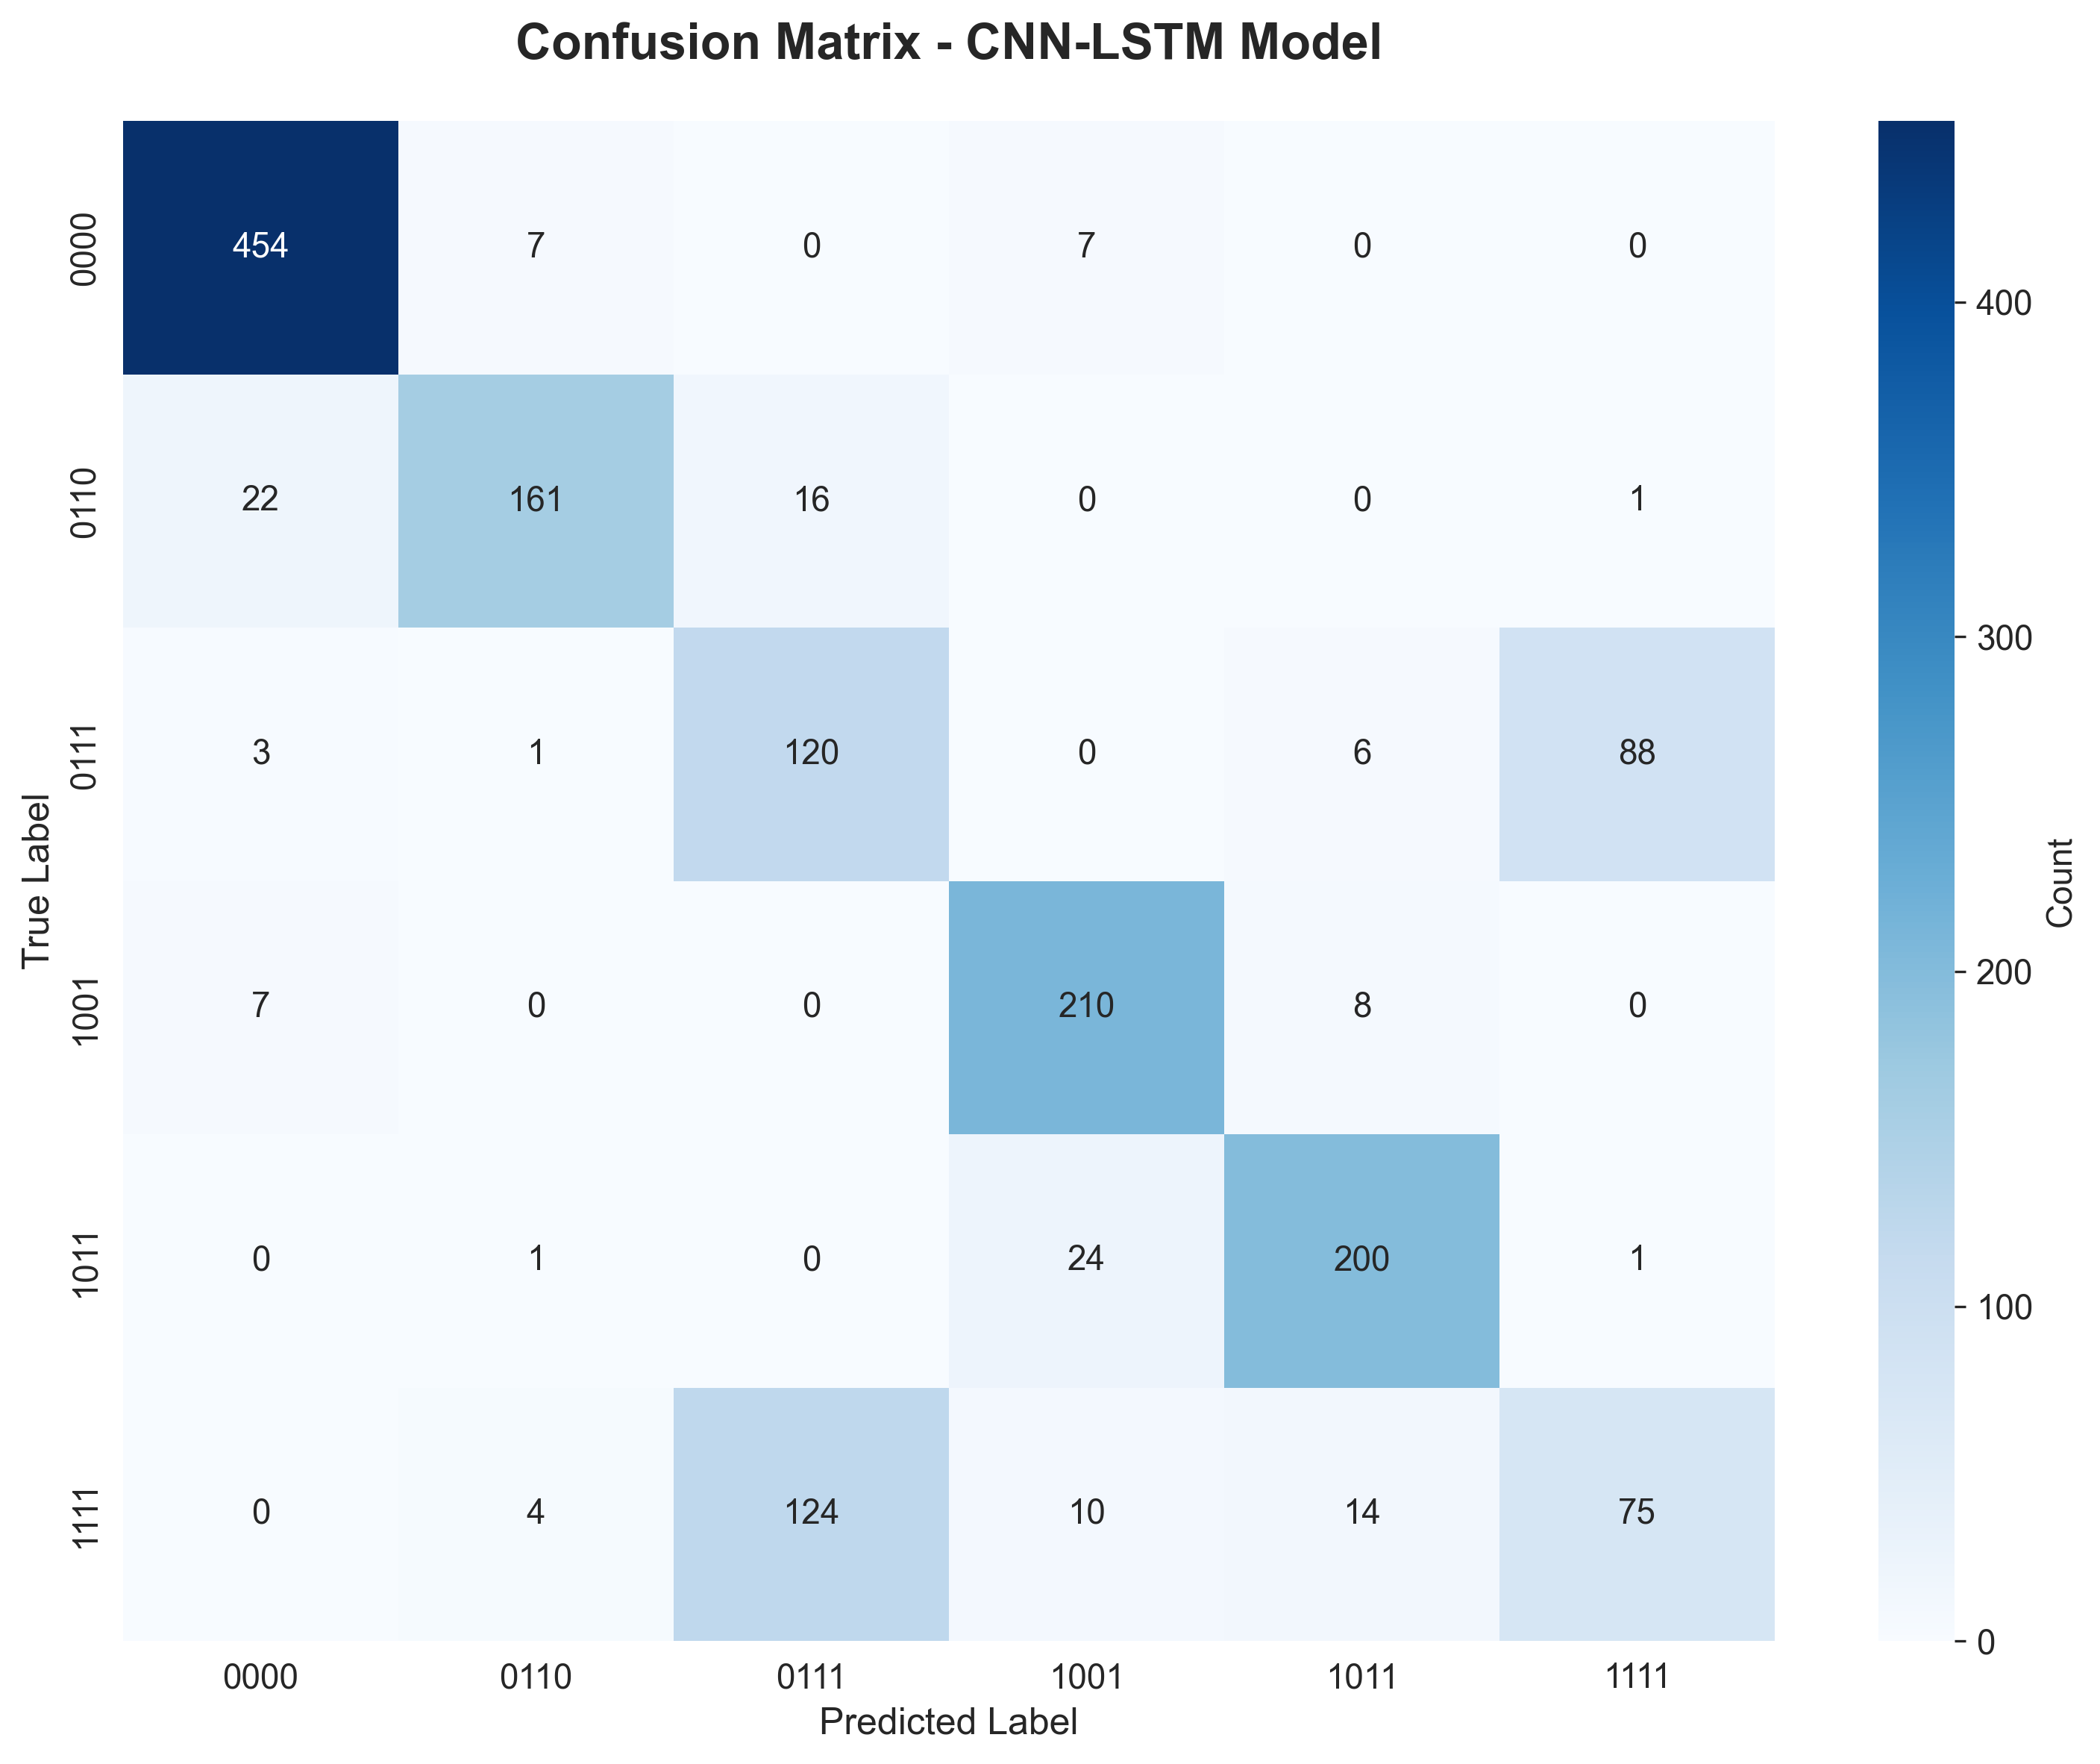 Confusion Matrix - CNN-LSTM Model
True Label
0000
454 7 0 7 0 0
0110
22 161 16 0 0 1
0111
3 1 120 0 6 88
1001
7 0 0 210 8 0
1011
0 1 0 24 200 1
1111
0 4 124 10 14 75
0000 0110 0111 1001 1011 1111
Predicted Label
400
300
200
100
0
Count